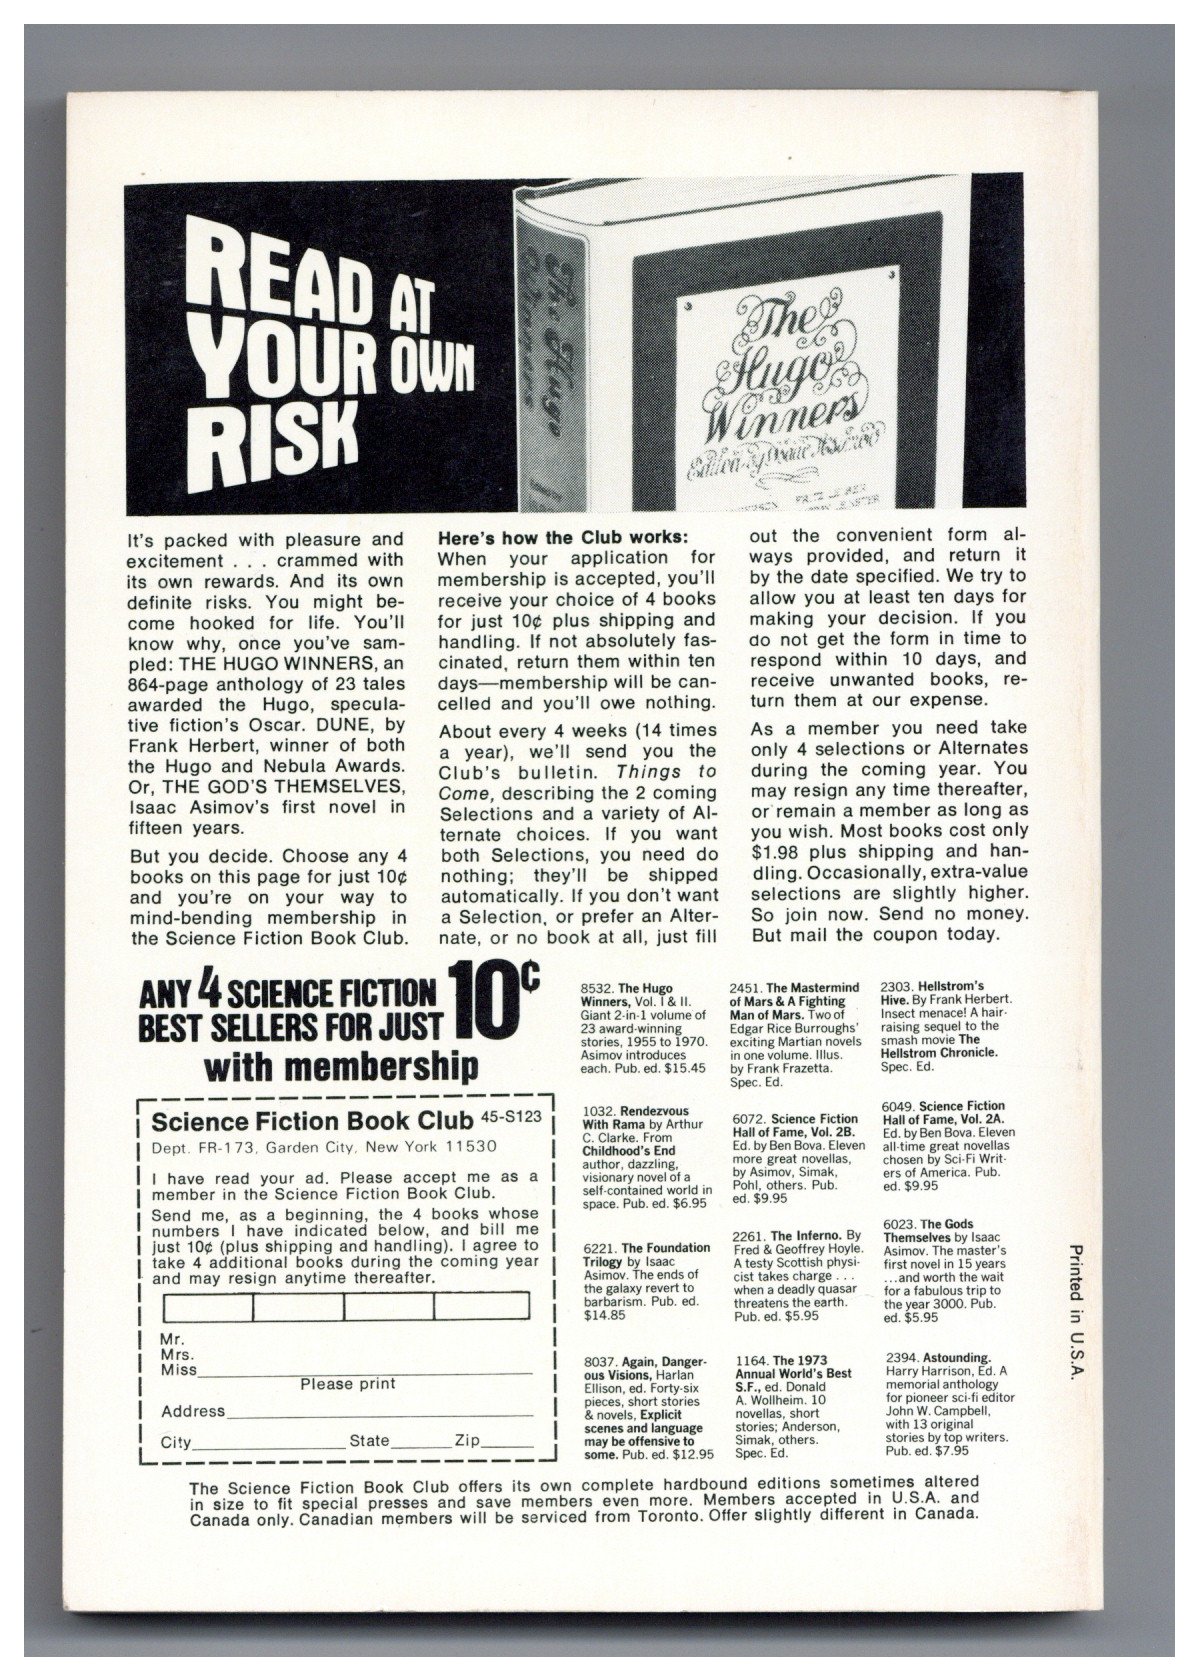 READ AT
YOUR OWN
RISK
The Hugo
Winners
The
Hugo
Winners
Edited by Isaac Asimov
FRITZ LEIBER
It's packed with pleasure and
excitement . . . crammed with
its own rewards. And its own
definite risks. You might be-
come hooked for life. You'll
know why, once you've sam-
pled: THE HUGO WINNERS, an
864-page anthology of 23 tales
awarded the Hugo, specula-
tive fiction's Oscar. DUNE, by
Frank Herbert, winner of both
the Hugo and Nebula Awards.
Or, THE GOD'S THEMSELVES,
Isaac Asimov's first novel in
fifteen years.
But you decide. Choose any 4
books on this page for just 10¢
and you're on your way to
mind-bending membership in
the Science Fiction Book Club.
Here's how the Club works:
When your application for
membership is accepted, you'll
receive your choice of 4 books
for just 10¢ plus shipping and
handling. If not absolutely fas-
cinated, return them within ten
days—membership will be can-
celled and you'll owe nothing.
About every 4 weeks (14 times
a year), we'll send you the
Club's bulletin. Things to
Come, describing the 2 coming
Selections and a variety of Al-
ternate choices. If you want
both Selections, you need do
nothing; they'll be shipped
automatically. If you don't want
a Selection, or prefer an Alter-
nate, or no book at all, just fill
out the convenient form al-
ways provided, and return it
by the date specified. We try to
allow you at least ten days for
making your decision. If you
do not get the form in time to
respond within 10 days, and
receive unwanted books, re-
turn them at our expense.
As a member you need take
only 4 selections or Alternates
during the coming year. You
may resign any time thereafter,
or remain a member as long as
you wish. Most books cost only
$1.98 plus shipping and han-
dling. Occasionally, extra-value
selections are slightly higher.
So join now. Send no money.
But mail the coupon today.
ANY 4 SCIENCE FICTION
BEST SELLERS FOR JUST 10¢
with membership
Science Fiction Book Club 45-S123
Dept. FR-173, Garden City, New York 11530
I have read your ad. Please accept me as a
member in the Science Fiction Book Club.
Send me, as a beginning, the 4 books whose
numbers I have indicated below, and bill me
just 10¢ (plus shipping and handling). I agree to
take 4 additional books during the coming year
and may resign anytime thereafter.
Mr.
Mrs.
Miss
Please print
Address
City State Zip
8532. The Hugo
Winners, Vol. I & II.
Giant 2-in-1 volume of
23 award-winning
stories, 1955 to 1970.
Asimov introduces
each. Pub. ed. $15.45
1032. Rendezvous
With Rama by Arthur
C. Clarke. From
Childhood's End
author, dazzling,
visionary novel of a
self-contained world in
space. Pub. ed. $6.95
6221. The Foundation
Trilogy by Isaac
Asimov. The ends of
the galaxy revert to
barbarism. Pub. ed.
$14.85
8037. Again, Danger-
ous Visions, Harlan
Ellison, ed. Forty-six
pieces, short stories
& novels, Explicit
scenes and language
may be offensive to
some. Pub. ed. $12.95
2451. The Mastermind
of Mars & A Fighting
Man of Mars. Two of
Edgar Rice Burroughs'
exciting Martian novels
in one volume. Illus.
by Frank Frazetta.
Spec. Ed.
6072. Science Fiction
Hall of Fame, Vol. 2B.
Ed. by Ben Bova. Eleven
more great novellas,
by Asimov, Simak,
Pohl, others. Pub.
ed. $9.95
2261. The Inferno. By
Fred & Geoffrey Hoyle.
A testy Scottish physi-
cist takes charge . . .
when a deadly quasar
threatens the earth.
Pub. ed. $5.95
1164. The 1973
Annual World's Best
S.F., ed. Donald
A. Wollheim. 10
novellas, short
stories; Anderson,
Simak, others.
Spec. Ed.
2303. Hellstrom's
Hive. By Frank Herbert.
Insect menace! A hair-
raising sequel to the
smash movie The
Hellstrom Chronicle.
Spec. Ed.
6049. Science Fiction
Hall of Fame, Vol. 2A.
Ed. by Ben Bova. Eleven
all-time great novellas
chosen by Sci-Fi Writ-
ers of America. Pub.
ed. $9.95
6023. The Gods
Themselves by Isaac
Asimov. The master's
first novel in 15 years
...and worth the wait
for a fabulous trip to
the year 3000. Pub.
ed. $5.95
2394. Astounding.
Harry Harrison, Ed. A
memorial anthology
for pioneer sci-fi editor
John W. Campbell,
with 13 original
stories by top writers.
Pub. ed. $7.95
The Science Fiction Book Club offers its own complete hardbound editions sometimes altered
in size to fit special presses and save members even more. Members accepted in U.S.A. and
Canada only. Canadian members will be serviced from Toronto. Offer slightly different in Canada.
Printed in U.S.A.